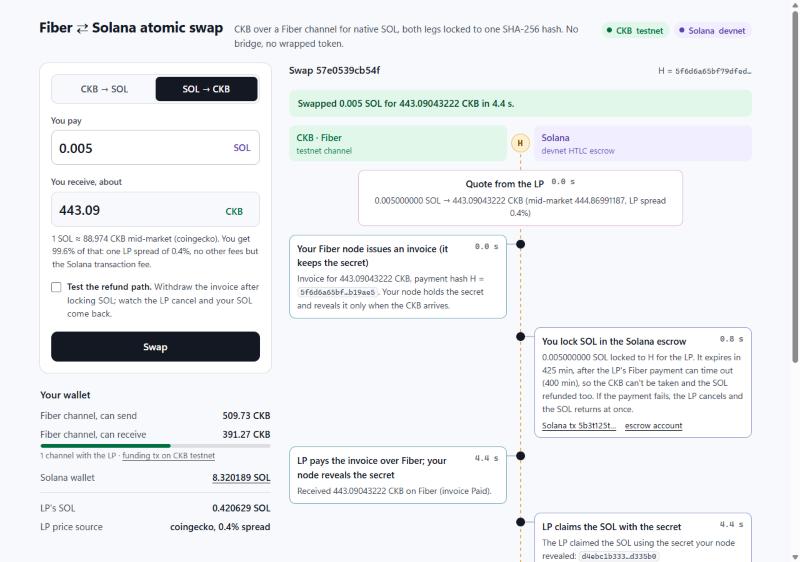 Fiber ⇄ Solana atomic swap
CKB over a Fiber channel for native SOL, both legs locked to one SHA-256 hash. No
bridge, no wrapped token.
CKB testnet
Solana devnet
CKB → SOL
SOL → CKB
You pay
0.005
SOL
You receive, about
443.09
CKB
1 SOL ≈ 88,974 CKB mid-market (coingecko). You get
99.6% of that: one LP spread of 0.4%, no other fees but
the Solana transaction fee.
Test the refund path. Withdraw the invoice after
locking SOL; watch the LP cancel and your SOL
come back.
Swap
Your wallet
Fiber channel, can send 509.73 CKB
Fiber channel, can receive 391.27 CKB
1 channel with the LP · funding tx on CKB testnet
Solana wallet 8.320189 SOL
LP's SOL 0.420629 SOL
LP price source coingecko, 0.4% spread
Swap 57e0539cb54f
H = 5f6d6a65bf79dfed…
Swapped 0.005 SOL for 443.09043222 CKB in 4.4 s.
CKB · Fiber
testnet channel
H
Solana
devnet HTLC escrow
Quote from the LP 0.0 s
0.005000000 SOL → 443.09043222 CKB (mid-market 444.86991187, LP spread
0.4%)
Your Fiber node issues an invoice (it
keeps the secret)
0.0 s
Invoice for 443.09043222 CKB, payment hash H =
5f6d6a65bf…b19ae5 . Your node holds the secret
and reveals it only when the CKB arrives.
You lock SOL in the Solana escrow 0.8 s
0.005000000 SOL locked to H for the LP. It expires in
425 min, after the LP's Fiber payment can time out
(400 min), so the CKB can't be taken and the SOL
refunded too. If the payment fails, the LP cancels and
the SOL returns at once.
Solana tx 5b3t125t… escrow account
LP pays the invoice over Fiber; your
node reveals the secret
4.4 s
Received 443.09043222 CKB on Fiber (invoice Paid).
LP claims the SOL with the secret 4.4 s
The LP claimed the SOL using the secret your node
revealed: d4ebc1b333…d335b0